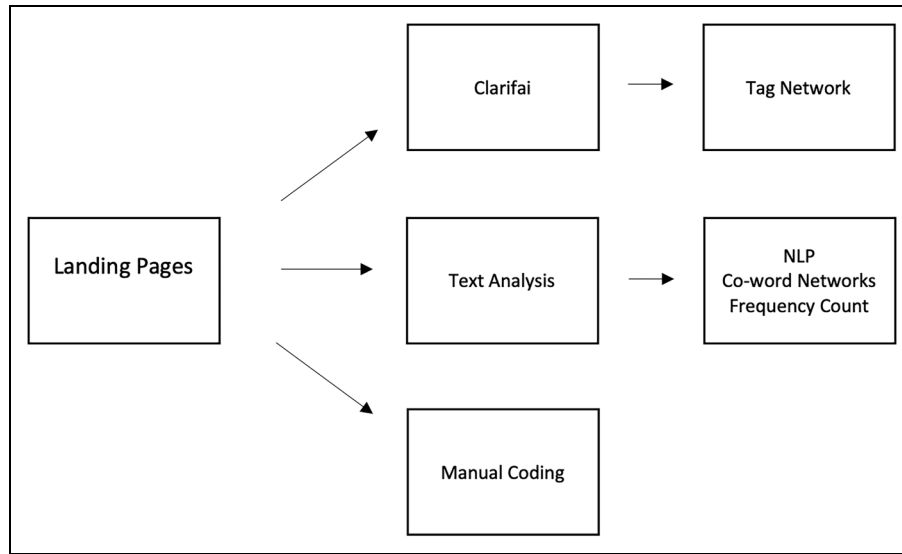 Clarifai
Tag Network
Landing Pages
Text Analysis
NLP
Co-word Networks
Frequency Count
Manual Coding